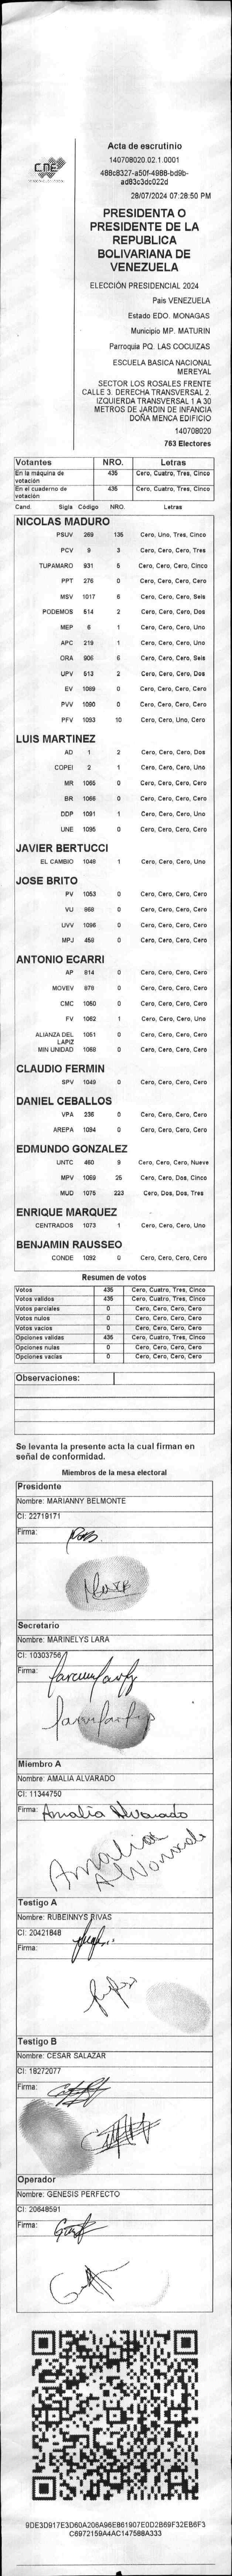 CNE
Acta de escrutinio
140708020.02.1.0001
488c8327-a50f-4988-bd9b-
ad83c3dc022d
28/07/2024 07:28:50 PM
PRESIDENTA O
PRESIDENTE DE LA
REPUBLICA
BOLIVARIANA DE
VENEZUELA
ELECCIÓN PRESIDENCIAL 2024
País VENEZUELA
Estado EDO. MONAGAS
Municipio MP. MATURIN
Parroquia PQ. LAS COCUIZAS
ESCUELA BASICA NACIONAL
MEREYAL
SECTOR LOS ROSALES FRENTE
CALLE 3. DERECHA TRANSVERSAL 2.
IZQUIERDA TRANSVERSAL 1 A 30
METROS DE JARDIN DE INFANCIA
DOÑA MENCA EDIFICIO
140708020
763 Electores
Votantes NRO. Letras
En la máquina de votación 435 Cero, Cuatro, Tres, Cinco
En el cuaderno de votación 435 Cero, Cuatro, Tres, Cinco
Cand. Sigla Código NRO. Letras
NICOLAS MADURO
PSUV 269 135 Cero, Uno, Tres, Cinco
PCV 9 3 Cero, Cero, Cero, Tres
TUPAMARO 931 5 Cero, Cero, Cero, Cinco
PPT 276 0 Cero, Cero, Cero, Cero
MSV 1017 6 Cero, Cero, Cero, Seis
PODEMOS 614 2 Cero, Cero, Cero, Dos
MEP 6 1 Cero, Cero, Cero, Uno
APC 219 1 Cero, Cero, Cero, Uno
ORA 906 6 Cero, Cero, Cero, Seis
UPV 513 2 Cero, Cero, Cero, Dos
EV 1089 0 Cero, Cero, Cero, Cero
PVV 1090 0 Cero, Cero, Cero, Cero
PFV 1093 10 Cero, Cero, Uno, Cero
LUIS MARTINEZ
AD 1 2 Cero, Cero, Cero, Dos
COPEI 2 1 Cero, Cero, Cero, Uno
MR 1065 0 Cero, Cero, Cero, Cero
BR 1066 0 Cero, Cero, Cero, Cero
DDP 1091 1 Cero, Cero, Cero, Uno
UNE 1095 0 Cero, Cero, Cero, Cero
JAVIER BERTUCCI
EL CAMBIO 1048 1 Cero, Cero, Cero, Uno
JOSE BRITO
PV 1053 0 Cero, Cero, Cero, Cero
VU 868 0 Cero, Cero, Cero, Cero
UVV 1096 0 Cero, Cero, Cero, Cero
MPJ 458 0 Cero, Cero, Cero, Cero
ANTONIO ECARRI
AP 814 0 Cero, Cero, Cero, Cero
MOVEV 878 0 Cero, Cero, Cero, Cero
CMC 1050 0 Cero, Cero, Cero, Cero
FV 1062 1 Cero, Cero, Cero, Uno
ALIANZA DEL LAPIZ 1051 0 Cero, Cero, Cero, Cero
MIN UNIDAD 1068 0 Cero, Cero, Cero, Cero
CLAUDIO FERMIN
SPV 1049 0 Cero, Cero, Cero, Cero
DANIEL CEBALLOS
VPA 236 0 Cero, Cero, Cero, Cero
AREPA 1094 0 Cero, Cero, Cero, Cero
EDMUNDO GONZALEZ
UNTC 460 9 Cero, Cero, Cero, Nueve
MPV 1069 25 Cero, Cero, Dos, Cinco
MUD 1075 223 Cero, Dos, Dos, Tres
ENRIQUE MARQUEZ
CENTRADOS 1073 1 Cero, Cero, Cero, Uno
BENJAMIN RAUSSEO
CONDE 1092 0 Cero, Cero, Cero, Cero
Resumen de votos
Votos 435 Cero, Cuatro, Tres, Cinco
Votos validos 435 Cero, Cuatro, Tres, Cinco
Votos parciales 0 Cero, Cero, Cero, Cero
Votos nulos 0 Cero, Cero, Cero, Cero
Votos vacios 0 Cero, Cero, Cero, Cero
Opciones validas 435 Cero, Cuatro, Tres, Cinco
Opciones nulas 0 Cero, Cero, Cero, Cero
Opciones vacias 0 Cero, Cero, Cero, Cero
Observaciones:
Se levanta la presente acta la cual firman en
señal de conformidad.
Miembros de la mesa electoral
Presidente
Nombre: MARIANNY BELMONTE
CI: 22719171
Firma:
Secretario
Nombre: MARINELYS LARA
CI: 10303756
Firma:
Miembro A
Nombre: AMALIA ALVARADO
CI: 11344750
Firma: Amalia Alvarado
Amalia
Alvarado
Testigo A
Nombre: RUBEINNYS RIVAS
CI: 20421848
Firma:
Testigo B
Nombre: CESAR SALAZAR
CI: 18272077
Firma:
Operador
Nombre: GENESIS PERFECTO
CI: 20648591
Firma:
9DE3D917E3D60A206A96E861907E0D2B69F32EB6F3
C6972159A4AC147588A333